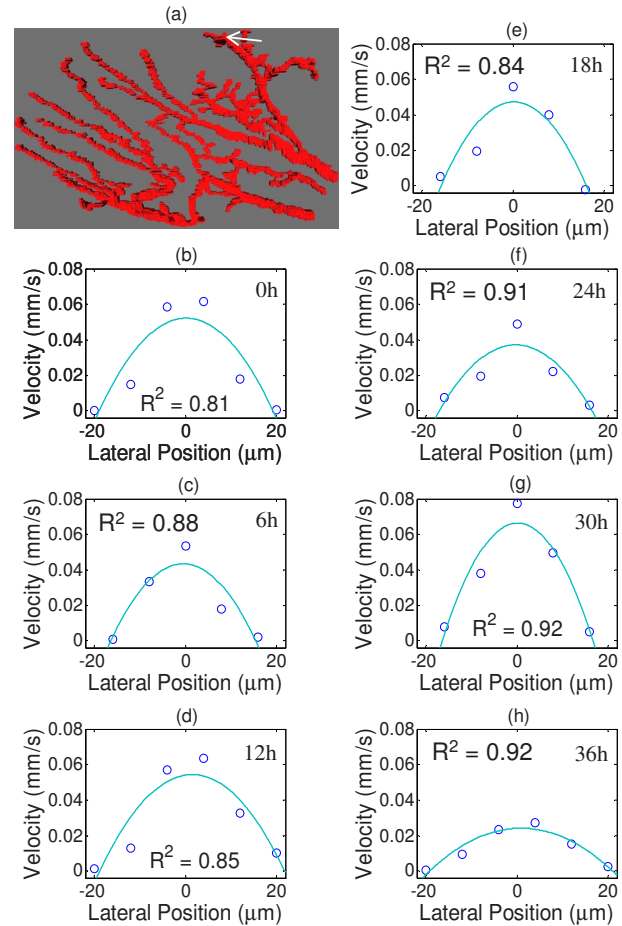 (a)
(e)
R² = 0.84
18h
0.08
0.06
0.04
0.02
0
-20
0
20
Velocity (mm/s)
Lateral Position (μm)
(b)
0h
R² = 0.81
0.08
0.06
0.04
0.02
0
-20
0
20
Velocity (mm/s)
Lateral Position (μm)
(f)
R² = 0.91
24h
0.08
0.06
0.04
0.02
0
-20
0
20
Velocity (mm/s)
Lateral Position (μm)
(c)
R² = 0.88
6h
0.08
0.06
0.04
0.02
0
-20
0
20
Velocity (mm/s)
Lateral Position (μm)
(g)
30h
R² = 0.92
0.08
0.06
0.04
0.02
0
-20
0
20
Velocity (mm/s)
Lateral Position (μm)
(d)
12h
R² = 0.85
0.08
0.06
0.04
0.02
0
-20
0
20
Velocity (mm/s)
Lateral Position (μm)
(h)
R² = 0.92
36h
0.08
0.06
0.04
0.02
0
-20
0
20
Velocity (mm/s)
Lateral Position (μm)